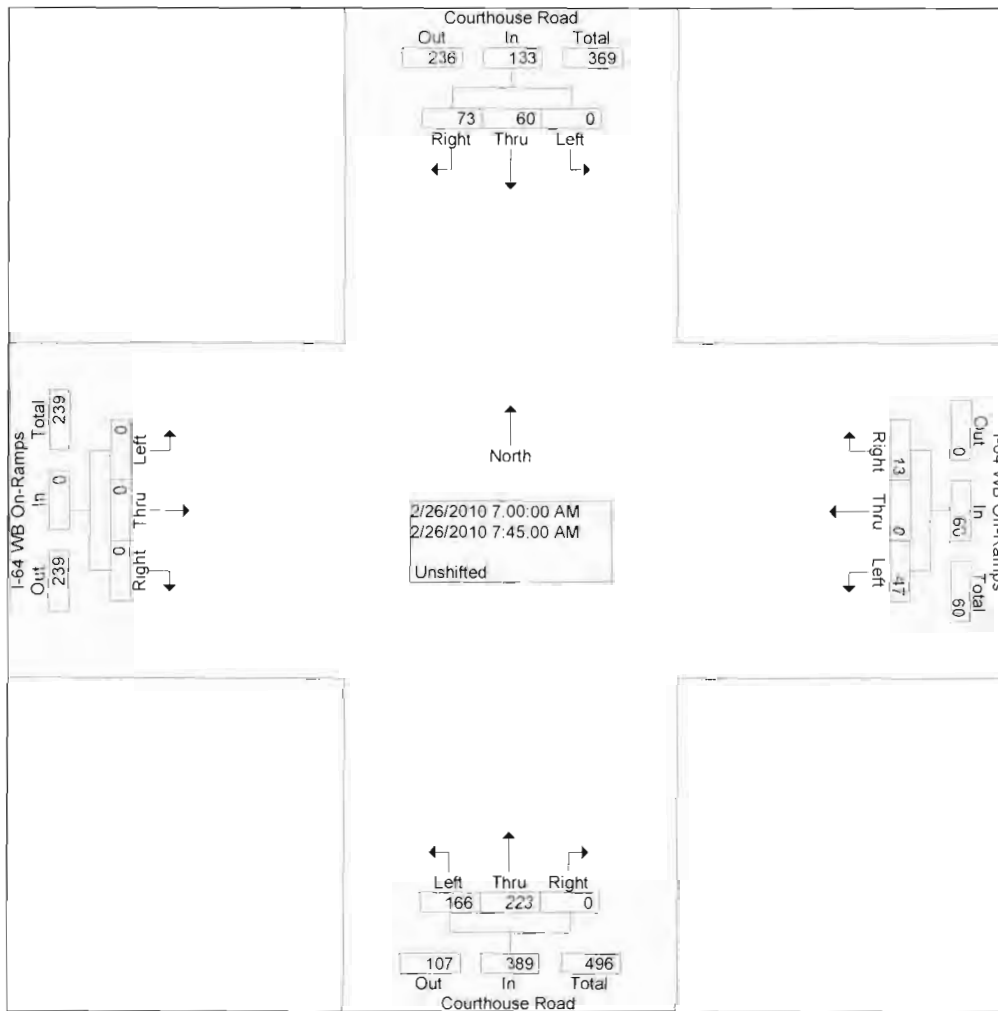 Courthouse Road
Out In Total
236 133 369
73 60 0
Right Thru Left
I-64 WB On-Ramps
Total In Out
239 0 239
0 0 0
Left Thru Right
North
2/26/2010 7:00:00 AM
2/26/2010 7:45:00 AM
Unshifted
Right Thru Left
13 0 47
Out In Total
0 60 60
WB On-Ramps
Left Thru Right
166 223 0
107 389 496
Out In Total
Courthouse Road